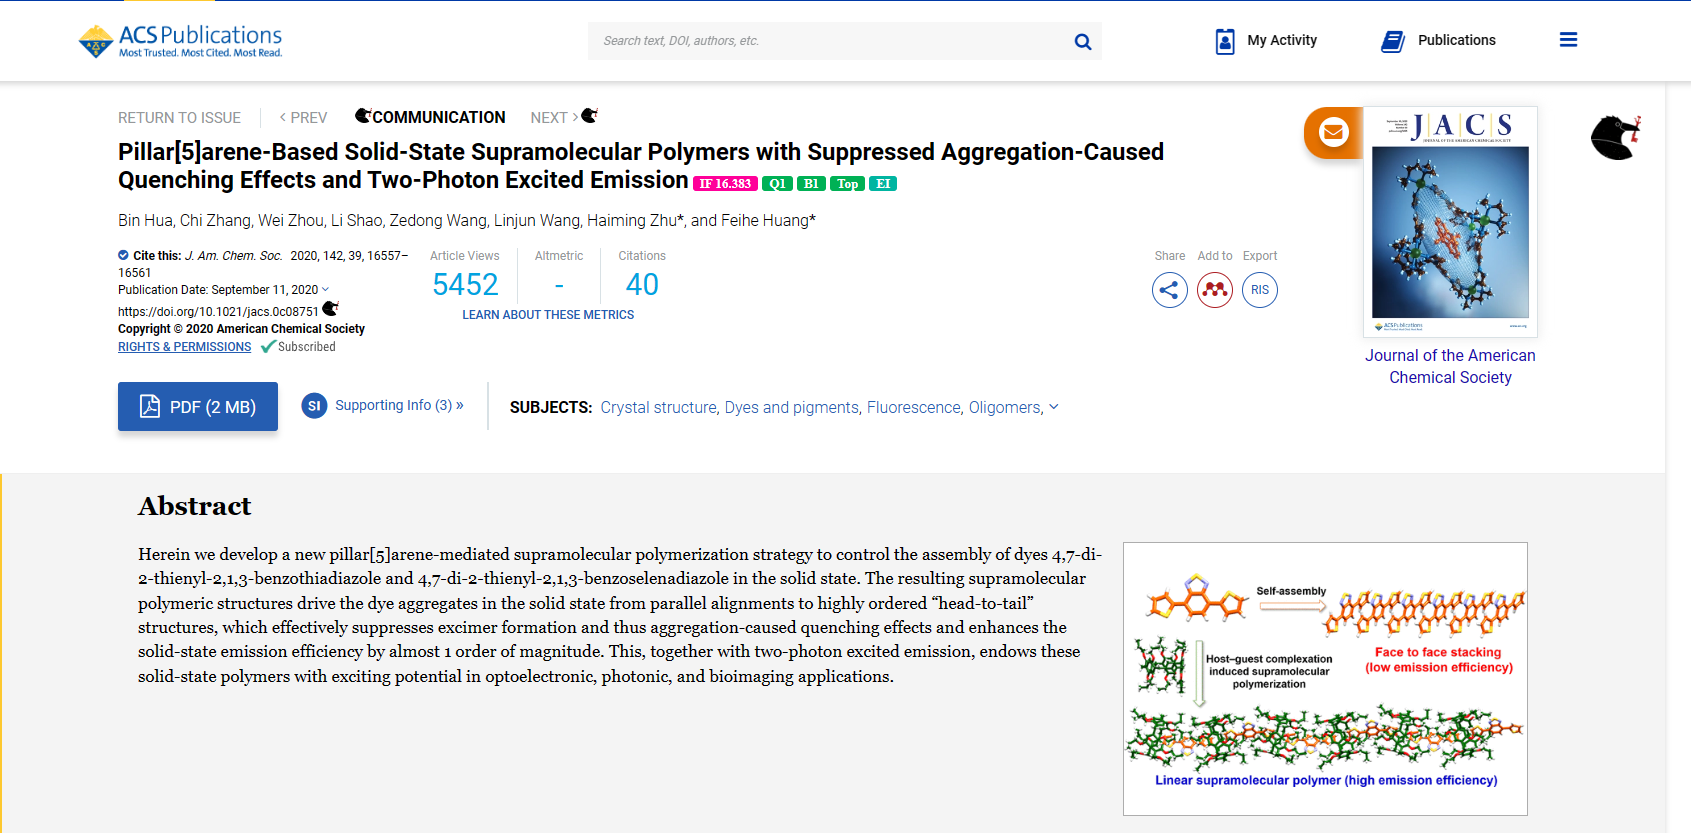 ACS Publications
Most Trusted. Most Cited. Most Read.
Search text, DOI, authors, etc.
My Activity
Publications
RETURN TO ISSUE
< PREV
COMMUNICATION
NEXT >
Pillar[5]arene-Based Solid-State Supramolecular Polymers with Suppressed Aggregation-Caused
Quenching Effects and Two-Photon Excited Emission IF 16.383 Q1 B1 Top EI
Bin Hua, Chi Zhang, Wei Zhou, Li Shao, Zedong Wang, Linjun Wang, Haiming Zhu*, and Feihe Huang*
Cite this: J. Am. Chem. Soc. 2020, 142, 39, 16557–
16561
Publication Date: September 11, 2020
https://doi.org/10.1021/jacs.0c08751
Copyright © 2020 American Chemical Society
RIGHTS & PERMISSIONS Subscribed
Article Views
5452
Altmetric
-
Citations
40
LEARN ABOUT THESE METRICS
Share
Add to
Export
RIS
J|A|C|S
JOURNAL OF THE AMERICAN CHEMICAL SOCIETY
ACS Publications
Journal of the American
Chemical Society
PDF (2 MB)
SI Supporting Info (3) »
SUBJECTS: Crystal structure, Dyes and pigments, Fluorescence, Oligomers,
Abstract
Herein we develop a new pillar[5]arene-mediated supramolecular polymerization strategy to control the assembly of dyes 4,7-di-
2-thienyl-2,1,3-benzothiadiazole and 4,7-di-2-thienyl-2,1,3-benzoselenadiazole in the solid state. The resulting supramolecular
polymeric structures drive the dye aggregates in the solid state from parallel alignments to highly ordered “head-to-tail”
structures, which effectively suppresses excimer formation and thus aggregation-caused quenching effects and enhances the
solid-state emission efficiency by almost 1 order of magnitude. This, together with two-photon excited emission, endows these
solid-state polymers with exciting potential in optoelectronic, photonic, and bioimaging applications.
Self-assembly
Face to face stacking
(low emission efficiency)
Host–guest complexation
induced supramolecular
polymerization
Linear supramolecular polymer (high emission efficiency)